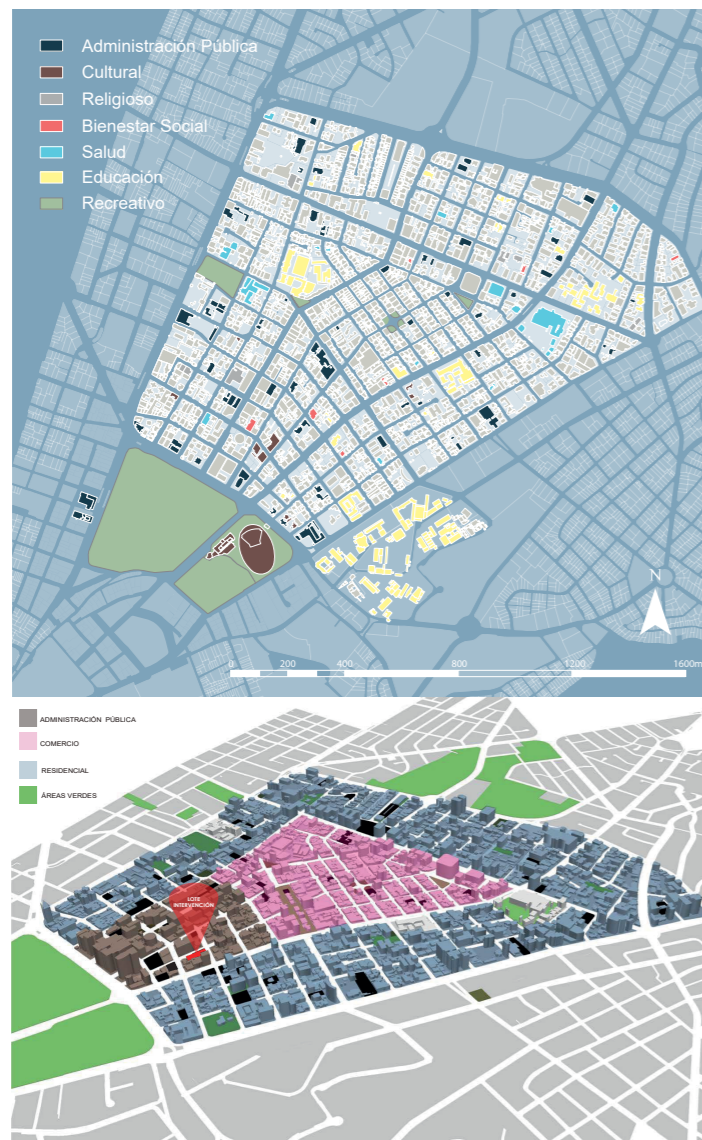 Administración Pública
Cultural
Religioso
Bienestar Social
Salud
Educación
Recreativo
N
0 200 400 800 1200 1600m
ADMINISTRACIÓN PÚBLICA
COMERCIO
RESIDENCIAL
ÁREAS VERDES
LOTE
INTERVENCIÓN